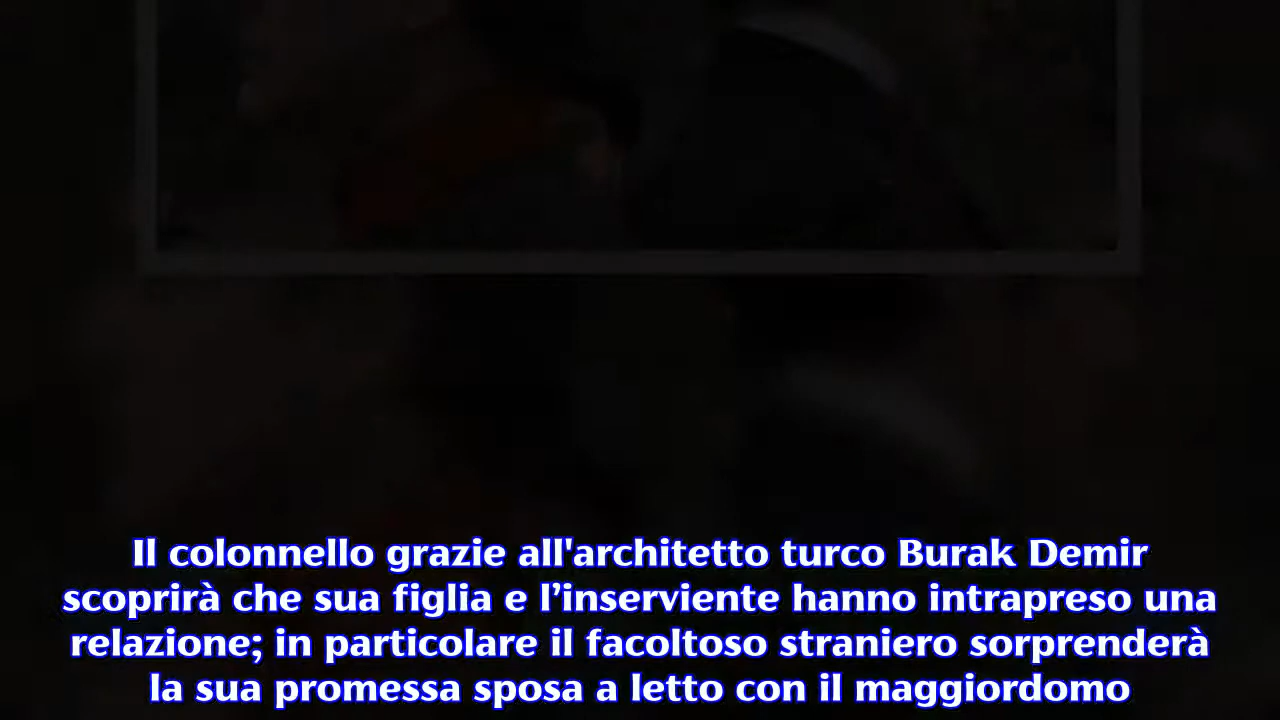 Il colonnello grazie all'architetto turco Burak Demir
scoprirà che sua figlia e l’inserviente hanno intrapreso una
relazione; in particolare il facoltoso straniero sorprenderà
la sua promessa sposa a letto con il maggiordomo